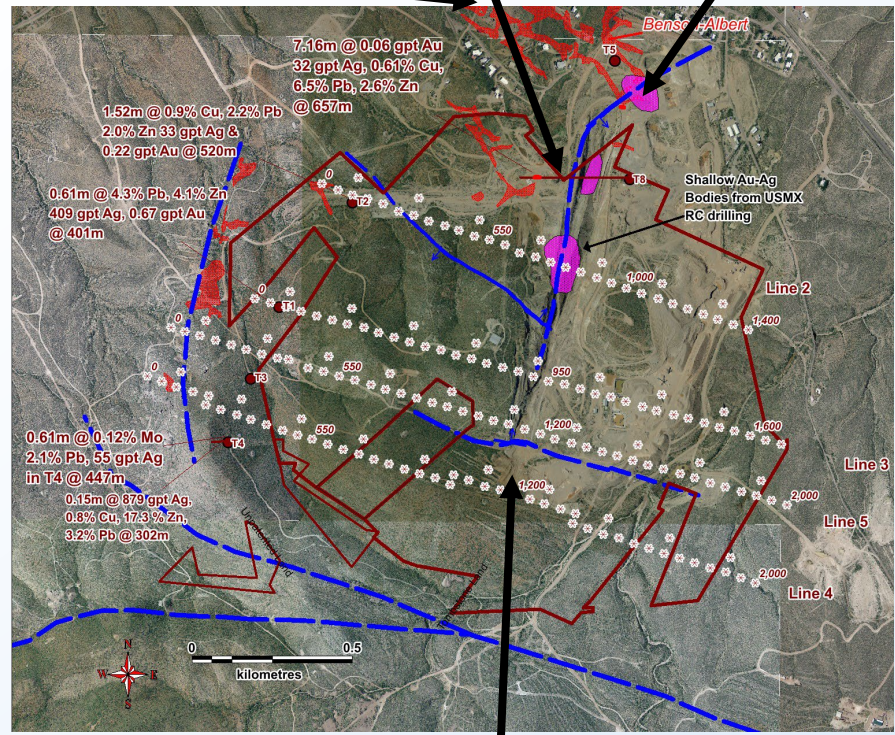 Benson-Albert
T5
7.16m @ 0.06 gpt Au
32 gpt Ag, 0.61% Cu,
6.5% Pb, 2.6% Zn
@ 657m
1.52m @ 0.9% Cu, 2.2% Pb
2.0% Zn 33 gpt Ag &
0.22 gpt Au @ 520m
0
T2
T8
Shallow Au-Ag
Bodies from USMX
RC drilling
0.61m @ 4.3% Pb, 4.1% Zn
409 gpt Ag, 0.67 gpt Au
@ 401m
550
1,000
Line 2
1,400
0
T1
0
550
950
T3
0
550
1,200
1,600
0.61m @ 0.12% Mo
2.1% Pb, 55 gpt Ag
in T4 @ 447m
T4
Line 3
0.15m @ 879 gpt Ag,
0.8% Cu, 17.3 % Zn,
3.2% Pb @ 302m
1,200
2,000
Line 5
2,000
Line 4
0
0.5
kilometres
N
W
E
S